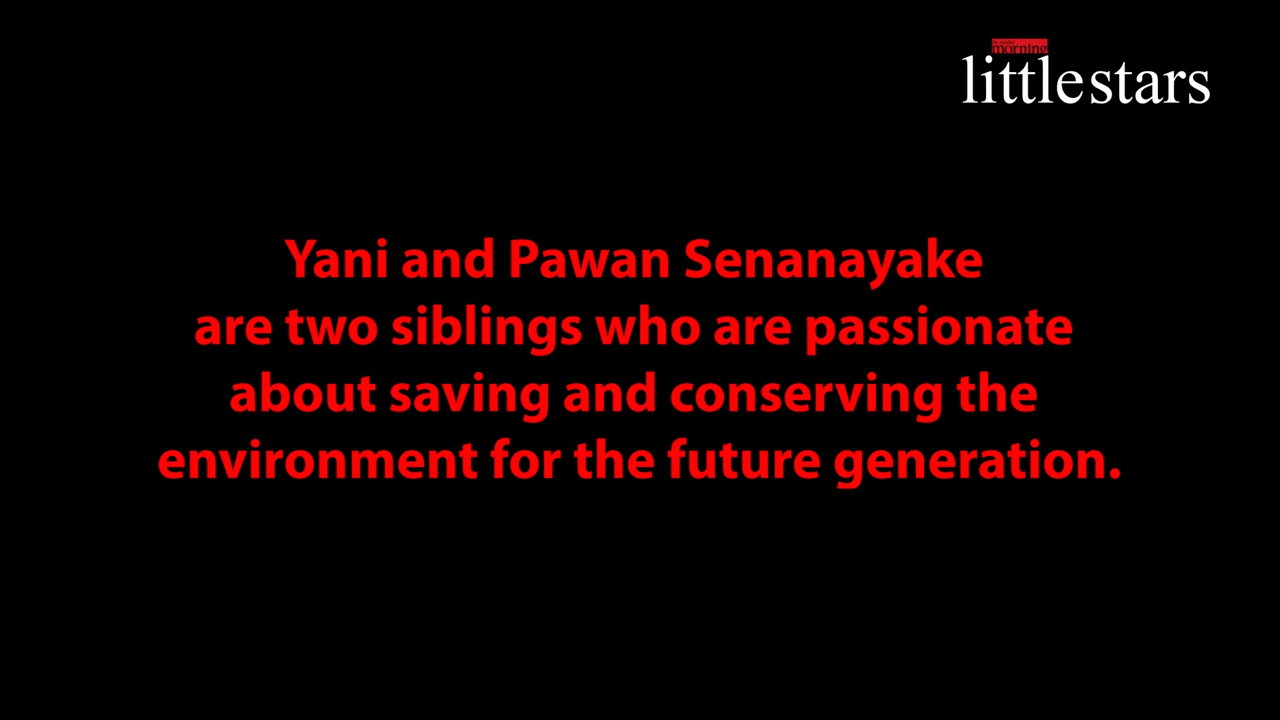 morning
littlestars
Yani and Pawan Senanayake
are two siblings who are passionate
about saving and conserving the
environment for the future generation.